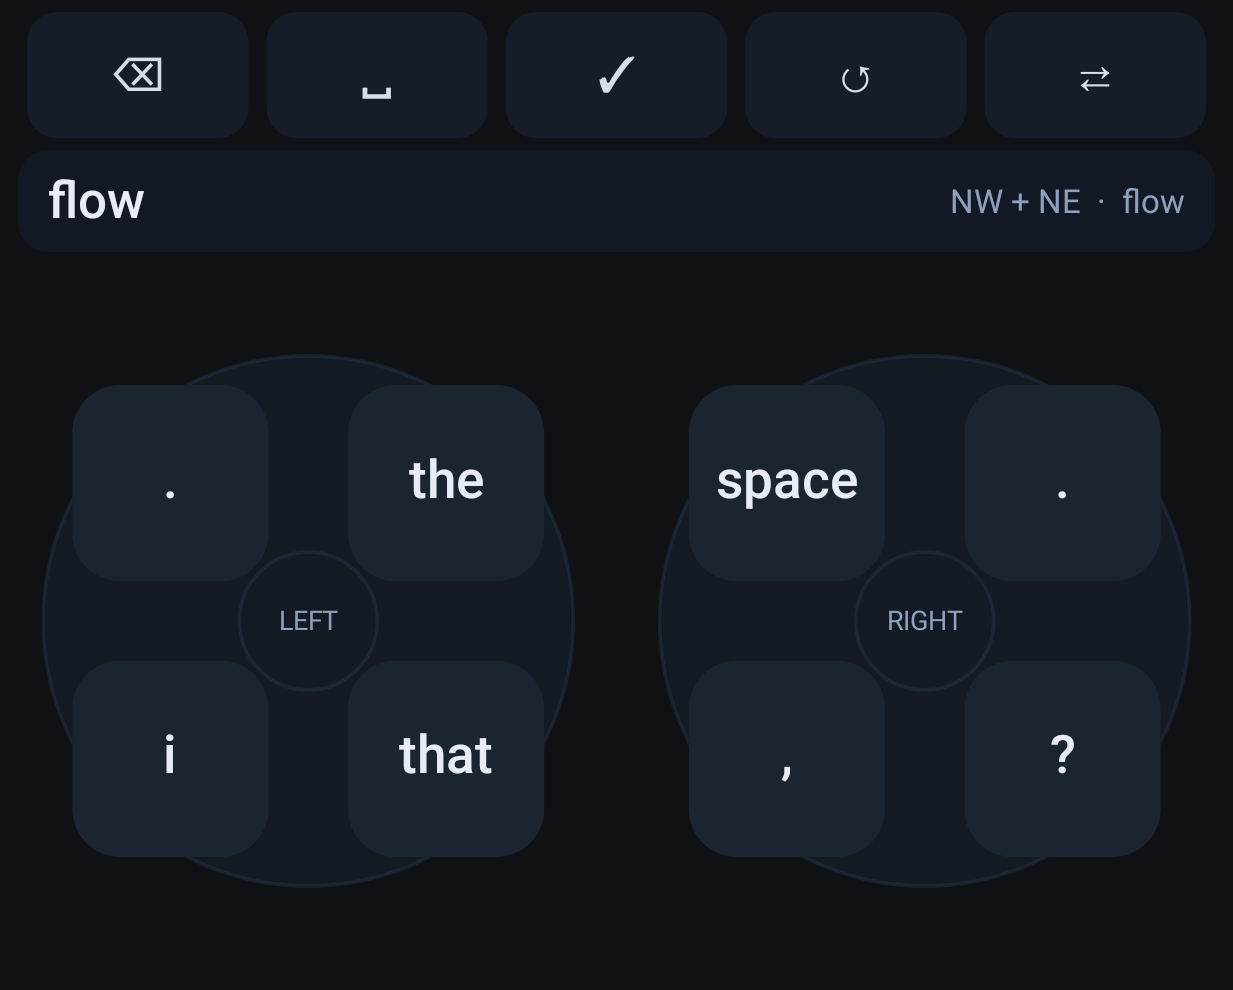 ⌫ ␣ ✓ ↺ ⇄
flow NW + NE · flow
. the space .
LEFT RIGHT
i that , ?